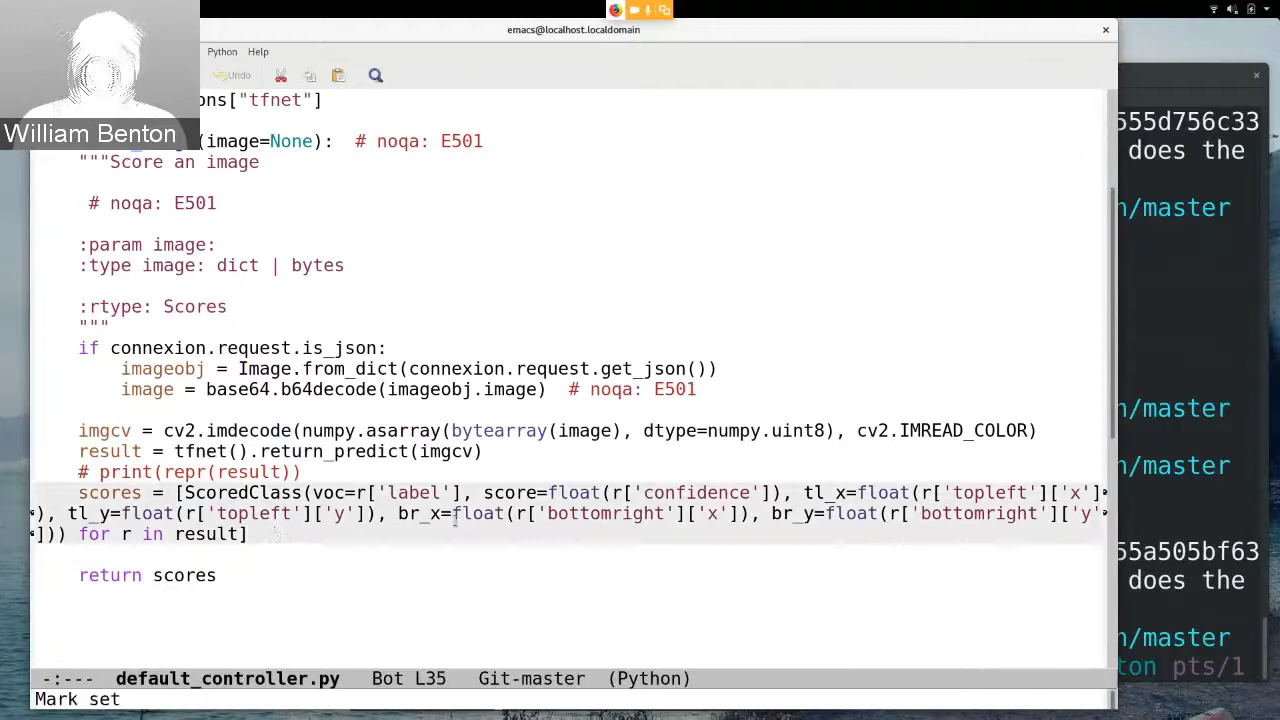 emacs@localhost.localdomain
Python Help
Undo
William Benton
ons["tfnet"]
(image=None):  # noqa: E501
"""Score an image
# noqa: E501
:param image:
:type image: dict | bytes
:rtype: Scores
"""
if connexion.request.is_json:
imageobj = Image.from_dict(connexion.request.get_json())
image = base64.b64decode(imageobj.image)  # noqa: E501
imgcv = cv2.imdecode(numpy.asarray(bytearray(image), dtype=numpy.uint8), cv2.IMREAD_COLOR)
result = tfnet().return_predict(imgcv)
# print(repr(result))
scores = [ScoredClass(voc=r['label'], score=float(r['confidence']), tl_x=float(r['topleft']['x']
), tl_y=float(r['topleft']['y']), br_x=float(r['bottomright']['x']), br_y=float(r['bottomright']['y'
])) for r in result]
return scores
-:---  default_controller.py   Bot L35   Git-master  (Python)
Mark set
555d756c33
does the
n/master
n/master
55a505bf63
does the
n/master
ton pts/1